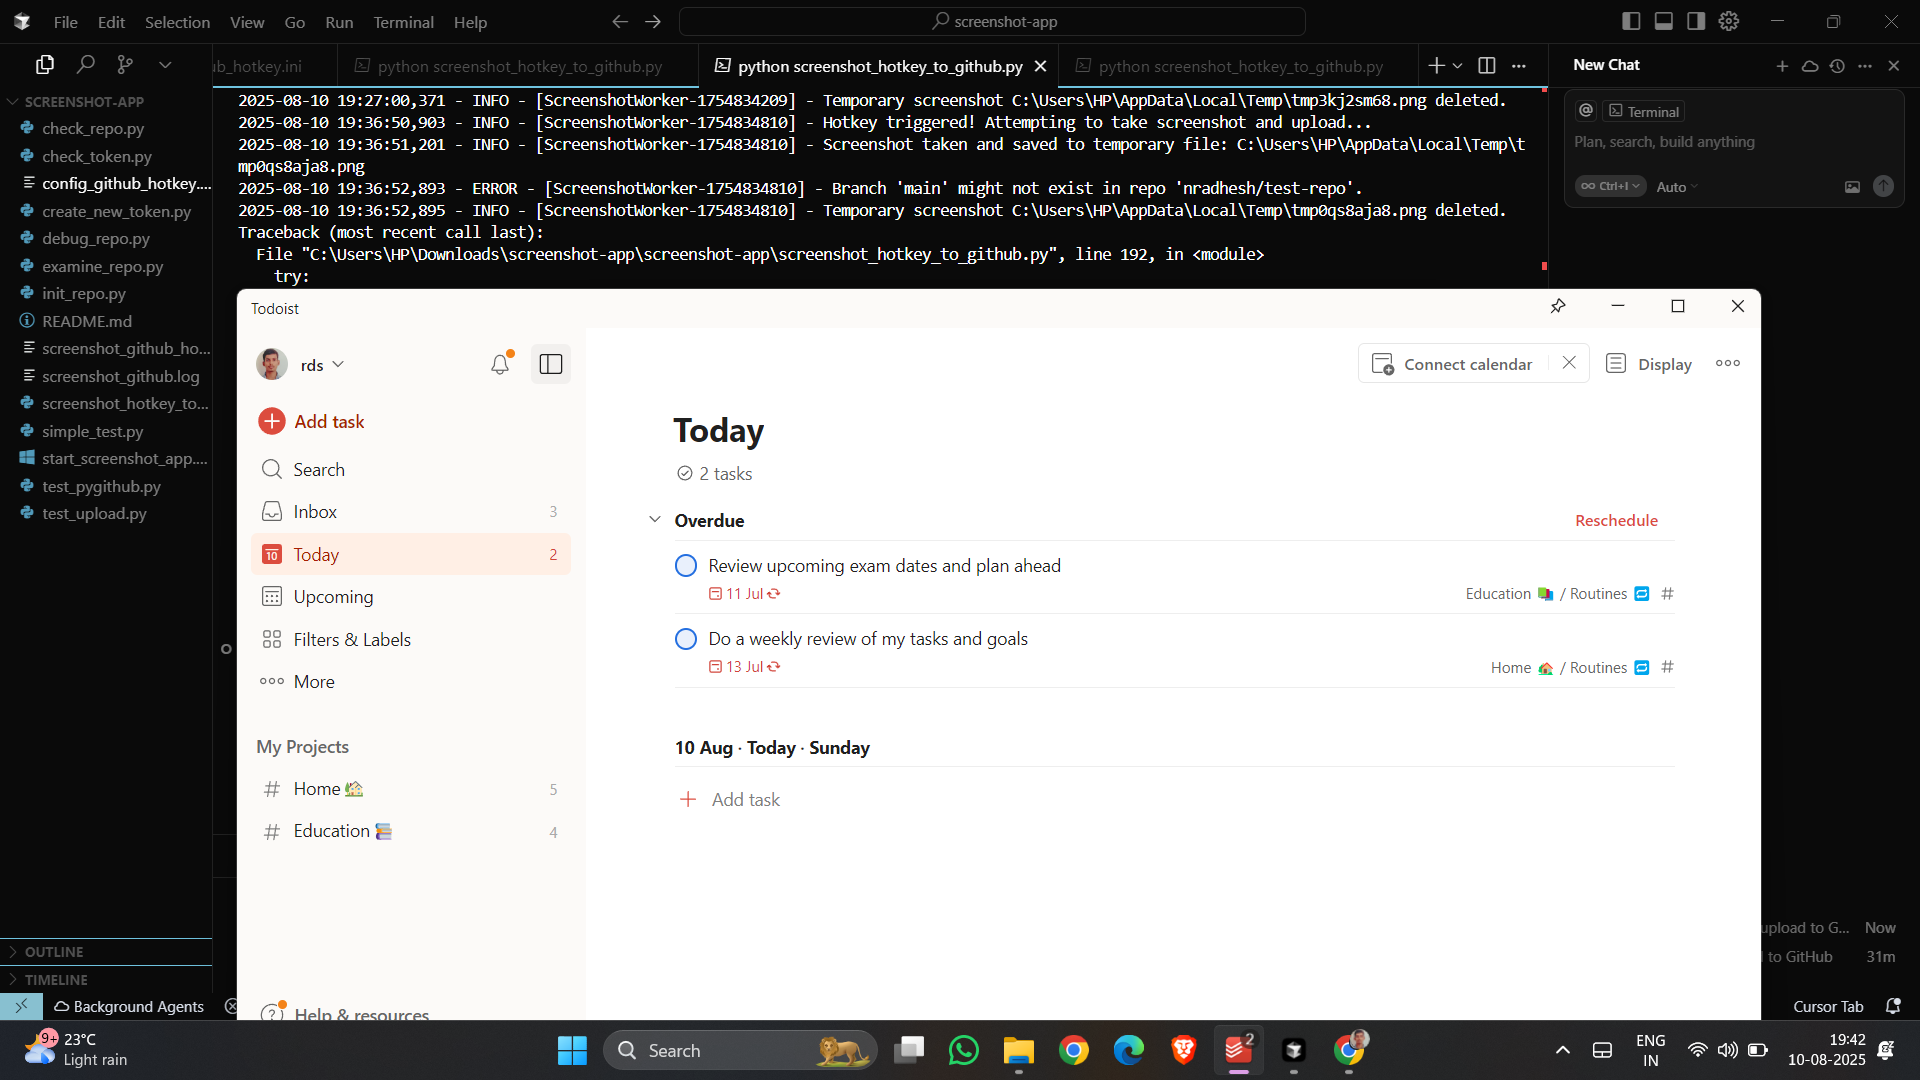 File Edit Selection View Go Run Terminal Help
screenshot-app
ub_hotkey.ini
python screenshot_hotkey_to_github.py
python screenshot_hotkey_to_github.py
python screenshot_hotkey_to_github.py
New Chat
SCREENSHOT-APP
check_repo.py
check_token.py
config_github_hotkey....
create_new_token.py
debug_repo.py
examine_repo.py
init_repo.py
README.md
screenshot_github_ho...
screenshot_github.log
screenshot_hotkey_to...
simple_test.py
start_screenshot_app....
test_pygithub.py
test_upload.py
OUTLINE
TIMELINE
Background Agents
2025-08-10 19:27:00,371 - INFO - [ScreenshotWorker-1754834209] - Temporary screenshot C:\Users\HP\AppData\Local\Temp\tmp3kj2sm68.png deleted.
2025-08-10 19:36:50,903 - INFO - [ScreenshotWorker-1754834810] - Hotkey triggered! Attempting to take screenshot and upload...
2025-08-10 19:36:51,201 - INFO - [ScreenshotWorker-1754834810] - Screenshot taken and saved to temporary file: C:\Users\HP\AppData\Local\Temp\t
mp0qs8aja8.png
2025-08-10 19:36:52,893 - ERROR - [ScreenshotWorker-1754834810] - Branch 'main' might not exist in repo 'nradhesh/test-repo'.
2025-08-10 19:36:52,895 - INFO - [ScreenshotWorker-1754834810] - Temporary screenshot C:\Users\HP\AppData\Local\Temp\tmp0qs8aja8.png deleted.
Traceback (most recent call last):
File "C:\Users\HP\Downloads\screenshot-app\screenshot-app\screenshot_hotkey_to_github.py", line 192, in <module>
try:
@ Terminal
Plan, search, build anything
∞ Ctrl+I
Auto
Todoist
rds
Add task
Search
Inbox 3
10 Today 2
Upcoming
Filters & Labels
More
My Projects
# Home 5
# Education 4
Help & resources
Connect calendar
Display
Today
2 tasks
Overdue
Reschedule
Review upcoming exam dates and plan ahead
11 Jul
Education / Routines #
Do a weekly review of my tasks and goals
13 Jul
Home / Routines #
10 Aug · Today · Sunday
Add task
upload to G... Now
l to GitHub 31m
Cursor Tab
9+
23°C
Light rain
Search
2
ENG
IN
19:42
10-08-2025